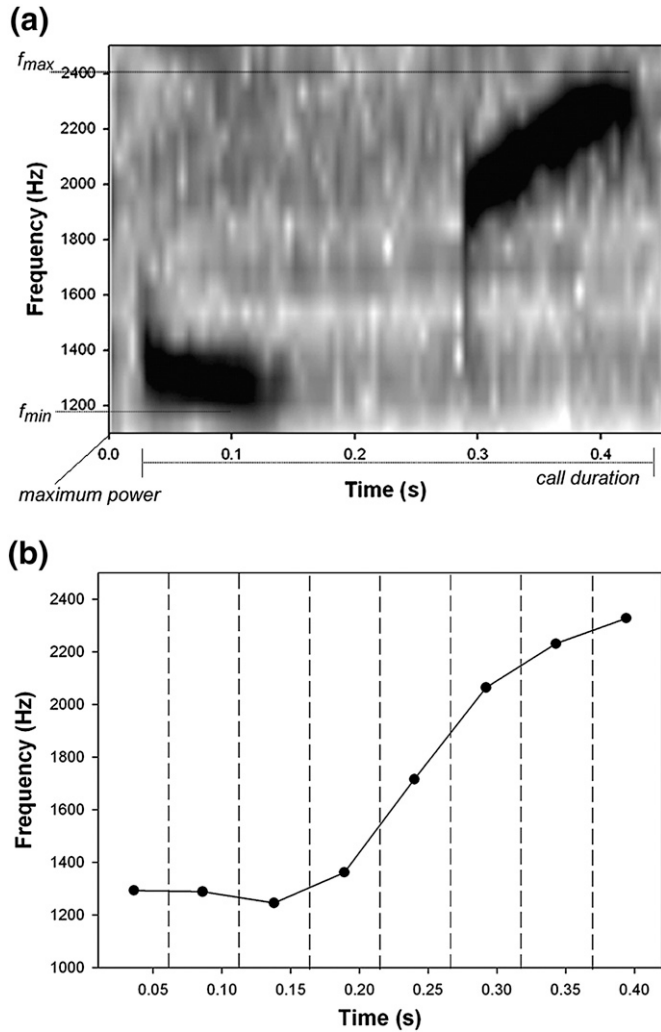 (a)
f_max
2400
2200
2000
1800
1600
1400
1200
f_min
Frequency (Hz)
0.0 0.1 0.2 0.3 0.4
maximum power
Time (s)
call duration
(b)
2400
2200
2000
1800
1600
1400
1200
1000
Frequency (Hz)
0.05 0.10 0.15 0.20 0.25 0.30 0.35 0.40
Time (s)